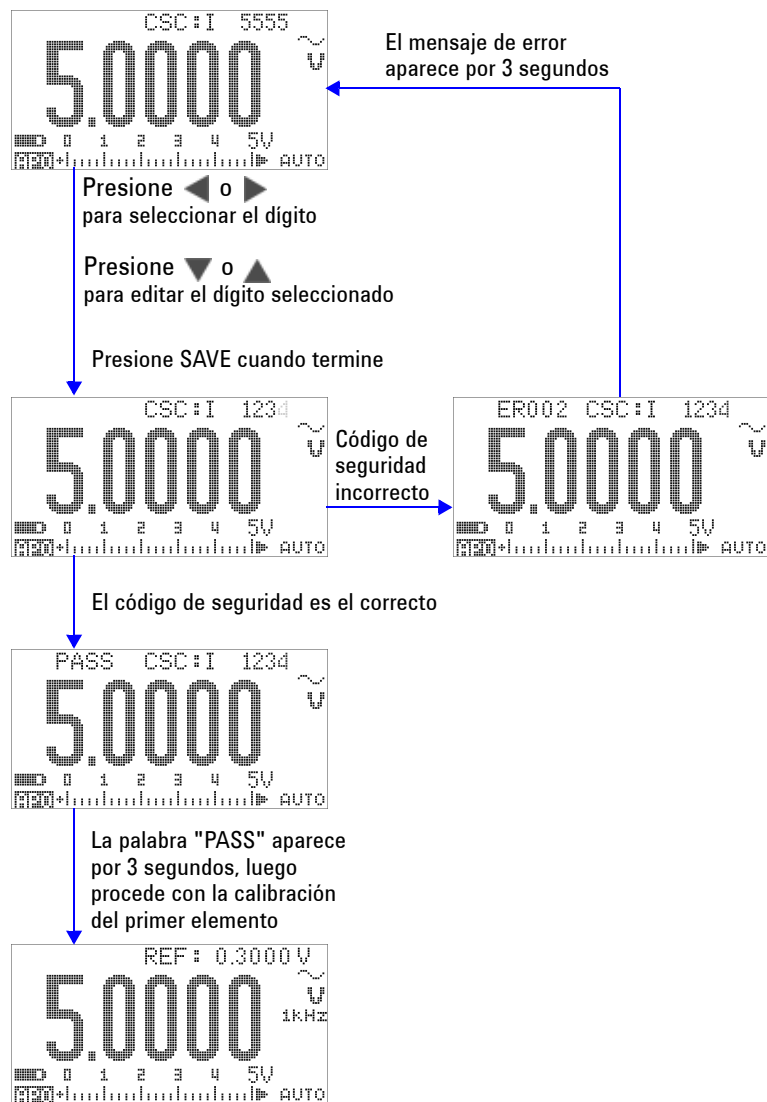 CSC:I 5555
5.0000
V
0 1 2 3 4 5V
APO AUTO
El mensaje de error
aparece por 3 segundos
Presione ◀ o ▶
para seleccionar el dígito
Presione ▼ o ▲
para editar el dígito seleccionado
Presione SAVE cuando termine
CSC:I 1234
5.0000
V
0 1 2 3 4 5V
APO AUTO
Código de
seguridad
incorrecto
ER002 CSC:I 1234
5.0000
V
0 1 2 3 4 5V
APO AUTO
El código de seguridad es el correcto
PASS CSC:I 1234
5.0000
V
0 1 2 3 4 5V
APO AUTO
La palabra "PASS" aparece
por 3 segundos, luego
procede con la calibración
del primer elemento
REF: 0.3000 V
5.0000
V
1kHz
0 1 2 3 4 5V
APO AUTO